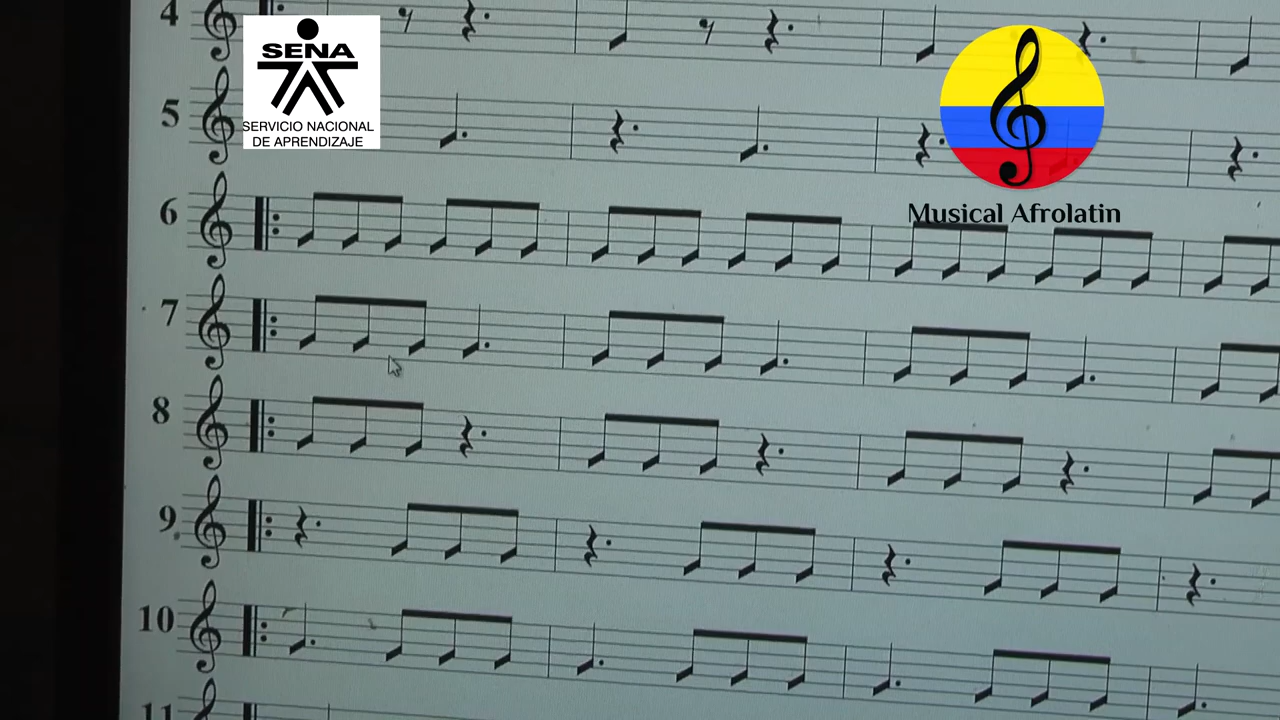 4
SENA
SERVICIO NACIONAL
DE APRENDIZAJE
5
6
Musical Afrolatin
7
8
9
10
11